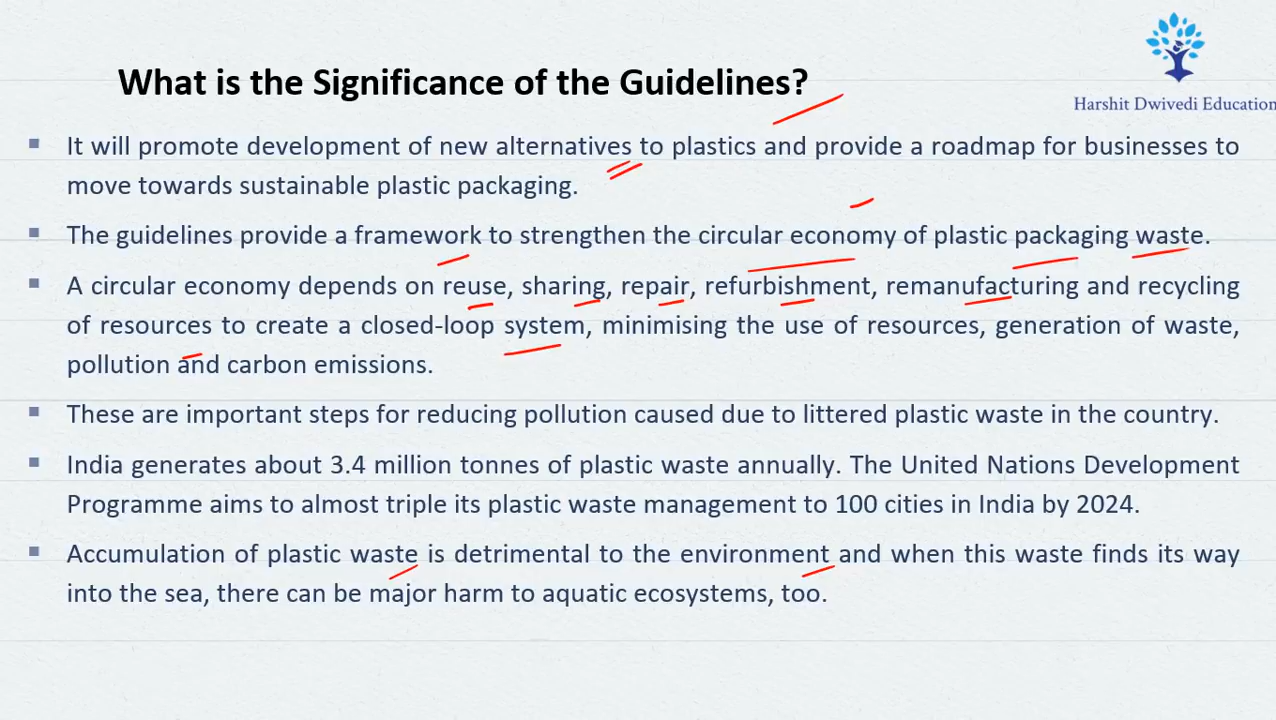 What is the Significance of the Guidelines?
Harshit Dwivedi Education
▪ It will promote development of new alternatives to plastics and provide a roadmap for businesses to
move towards sustainable plastic packaging.
▪ The guidelines provide a framework to strengthen the circular economy of plastic packaging waste.
▪ A circular economy depends on reuse, sharing, repair, refurbishment, remanufacturing and recycling
of resources to create a closed-loop system, minimising the use of resources, generation of waste,
pollution and carbon emissions.
▪ These are important steps for reducing pollution caused due to littered plastic waste in the country.
▪ India generates about 3.4 million tonnes of plastic waste annually. The United Nations Development
Programme aims to almost triple its plastic waste management to 100 cities in India by 2024.
▪ Accumulation of plastic waste is detrimental to the environment and when this waste finds its way
into the sea, there can be major harm to aquatic ecosystems, too.